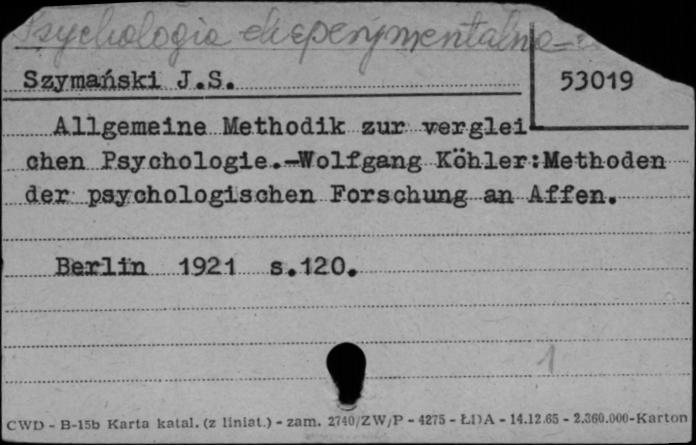 Psychologia eksperymentalna
Szymański J.S.
53019
Allgemeine Methodik zur verglei
chen Psychologie.-Wolfgang Köhler:Methoden
der psychologischen Forschung an Affen.
Berlin 1921 s.120.
1
CWD - B-15b Karta katal. (z liniat.) - zam. 2740/ZW/P - 4275 - ŁDA - 14.12.65 - 2.360.000-Karton